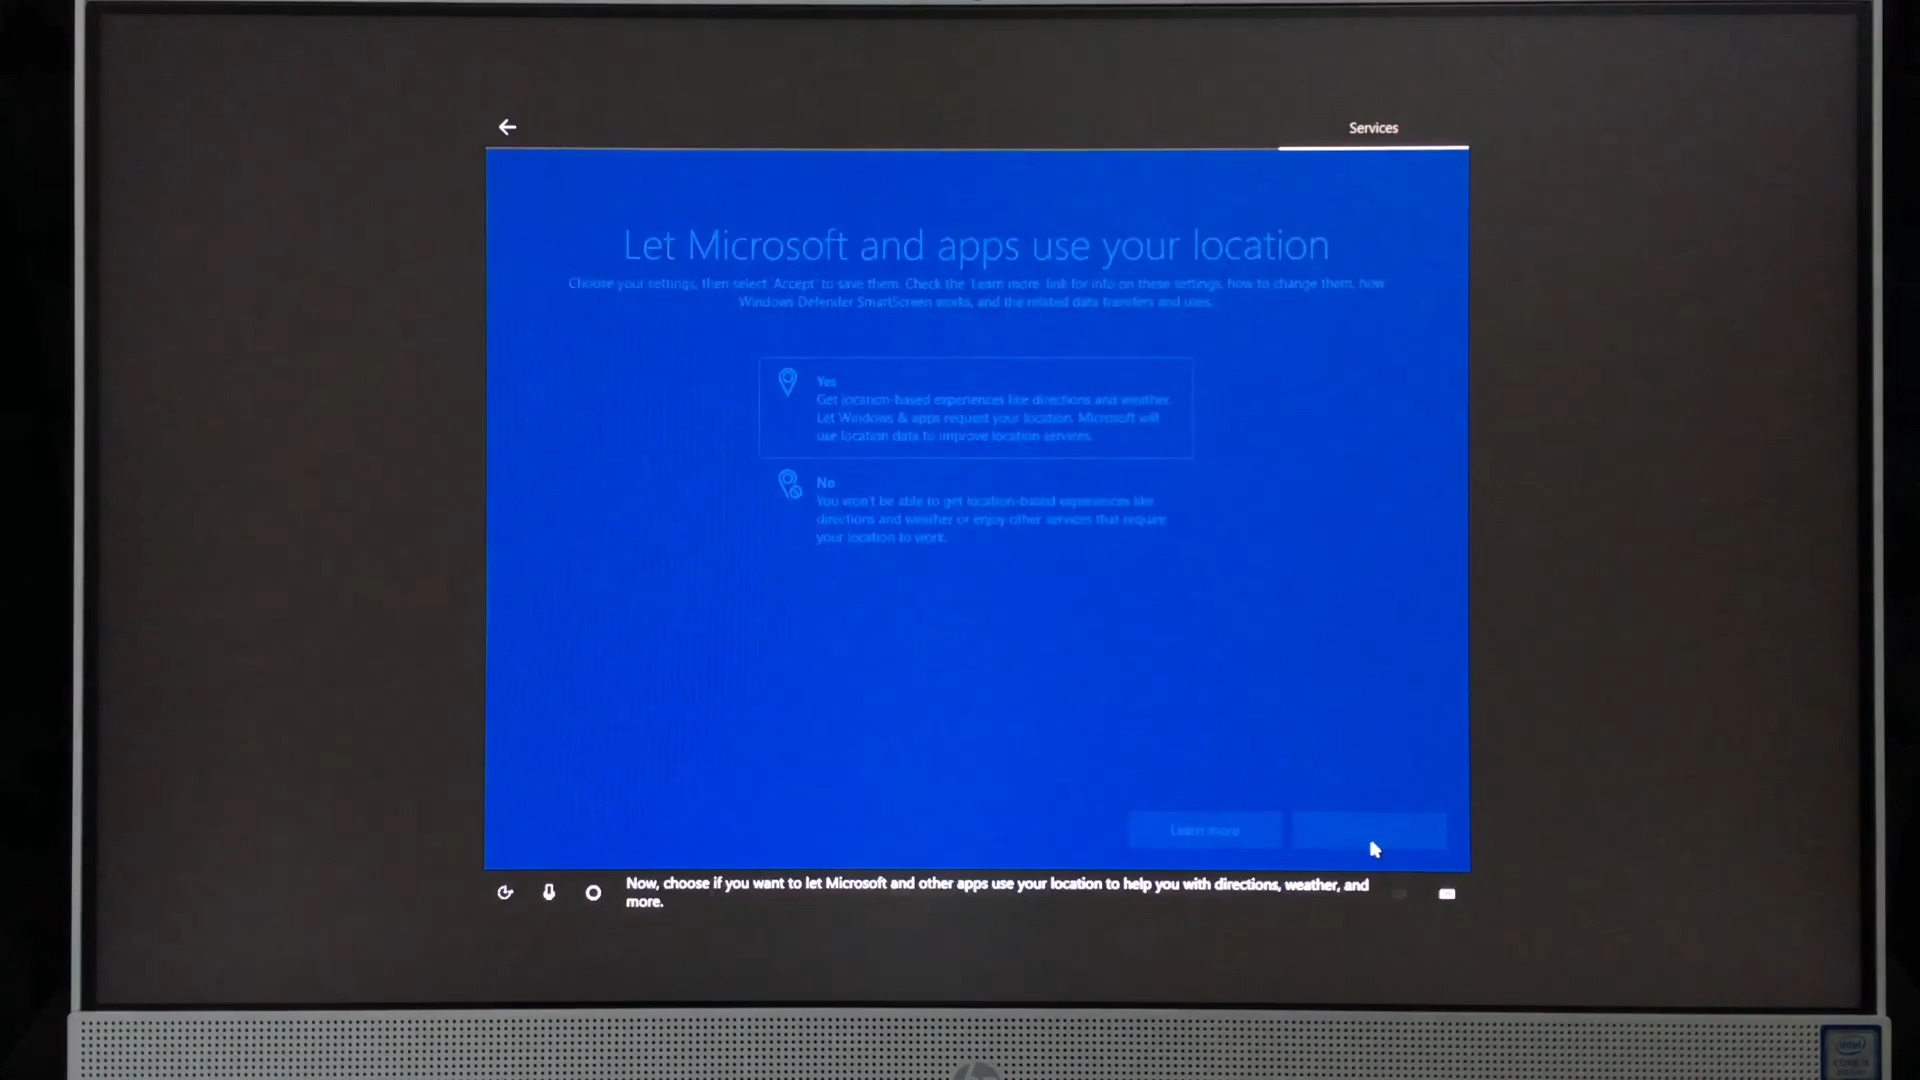 Services
Let Microsoft and apps use your location
Choose your settings, then select 'Accept' to save them. Check the 'Learn more' link for info on these settings, how to change them, how
Windows Defender SmartScreen works, and the related data transfers and uses.
Yes
Get location-based experiences like directions and weather.
Let Windows & apps request your location. Microsoft will
use location data to improve location services.
No
You won't be able to get location-based experiences like
directions and weather or enjoy other services that require
your location to work.
Learn more
Now, choose if you want to let Microsoft and other apps use your location to help you with directions, weather, and
more.
hp
intel
CORE i3